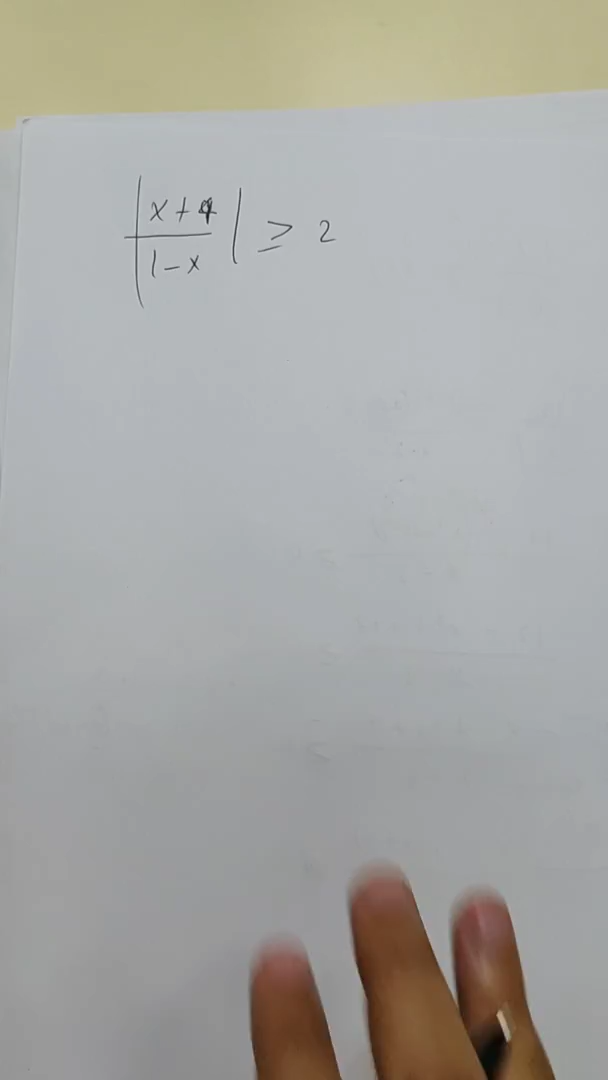 |x+4 / 1-x| ≥ 2